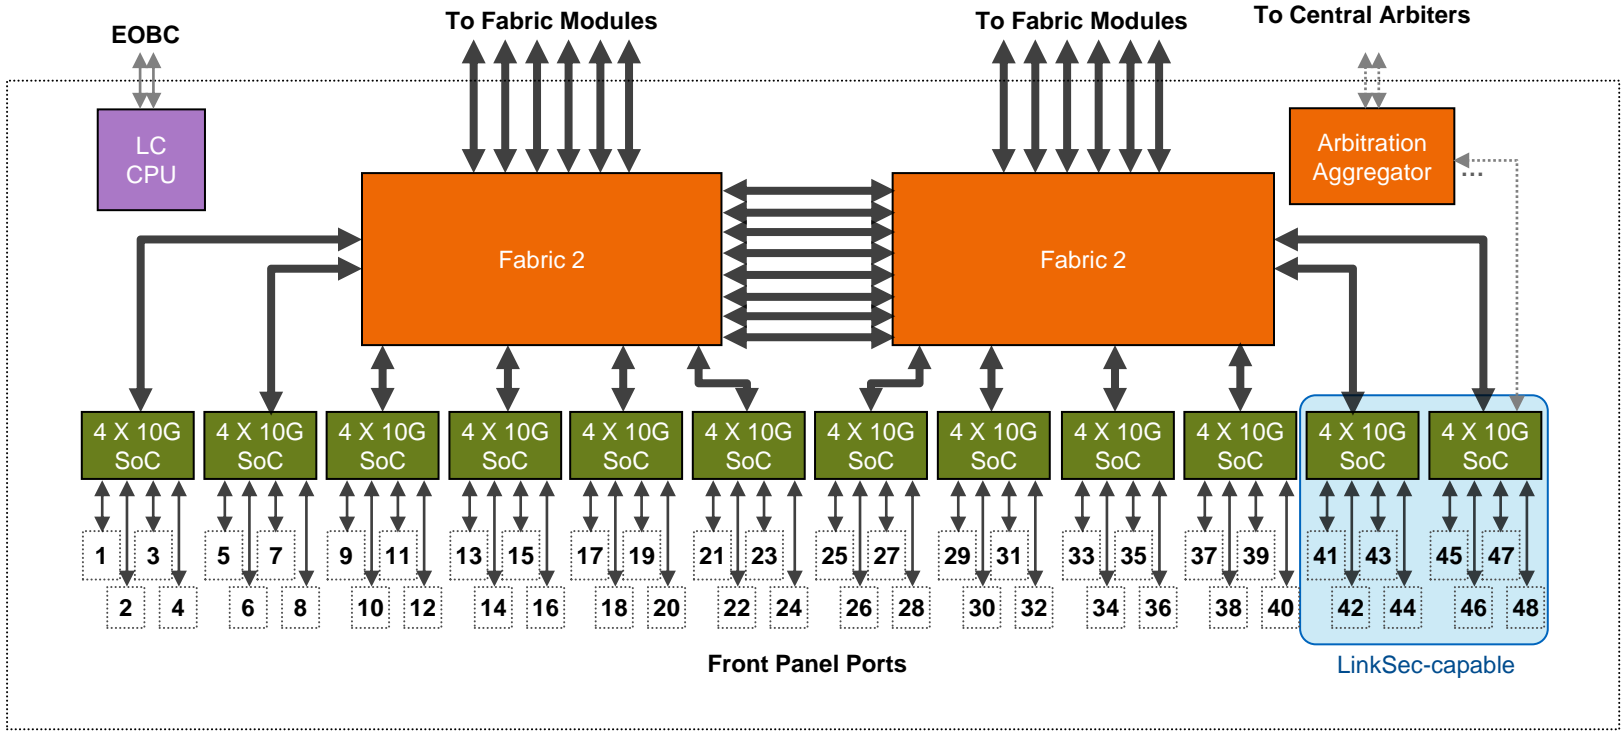 EOBC
To Fabric Modules
To Fabric Modules
To Central Arbiters
LC
CPU
Arbitration
Aggregator
...
Fabric 2
Fabric 2
4 X 10G
SoC
4 X 10G
SoC
4 X 10G
SoC
4 X 10G
SoC
4 X 10G
SoC
4 X 10G
SoC
4 X 10G
SoC
4 X 10G
SoC
4 X 10G
SoC
4 X 10G
SoC
4 X 10G
SoC
4 X 10G
SoC
1 3 5 7 9 11 13 15 17 19 21 23 25 27 29 31 33 35 37 39 41 43 45 47
2 4 6 8 10 12 14 16 18 20 22 24 26 28 30 32 34 36 38 40 42 44 46 48
Front Panel Ports
LinkSec-capable